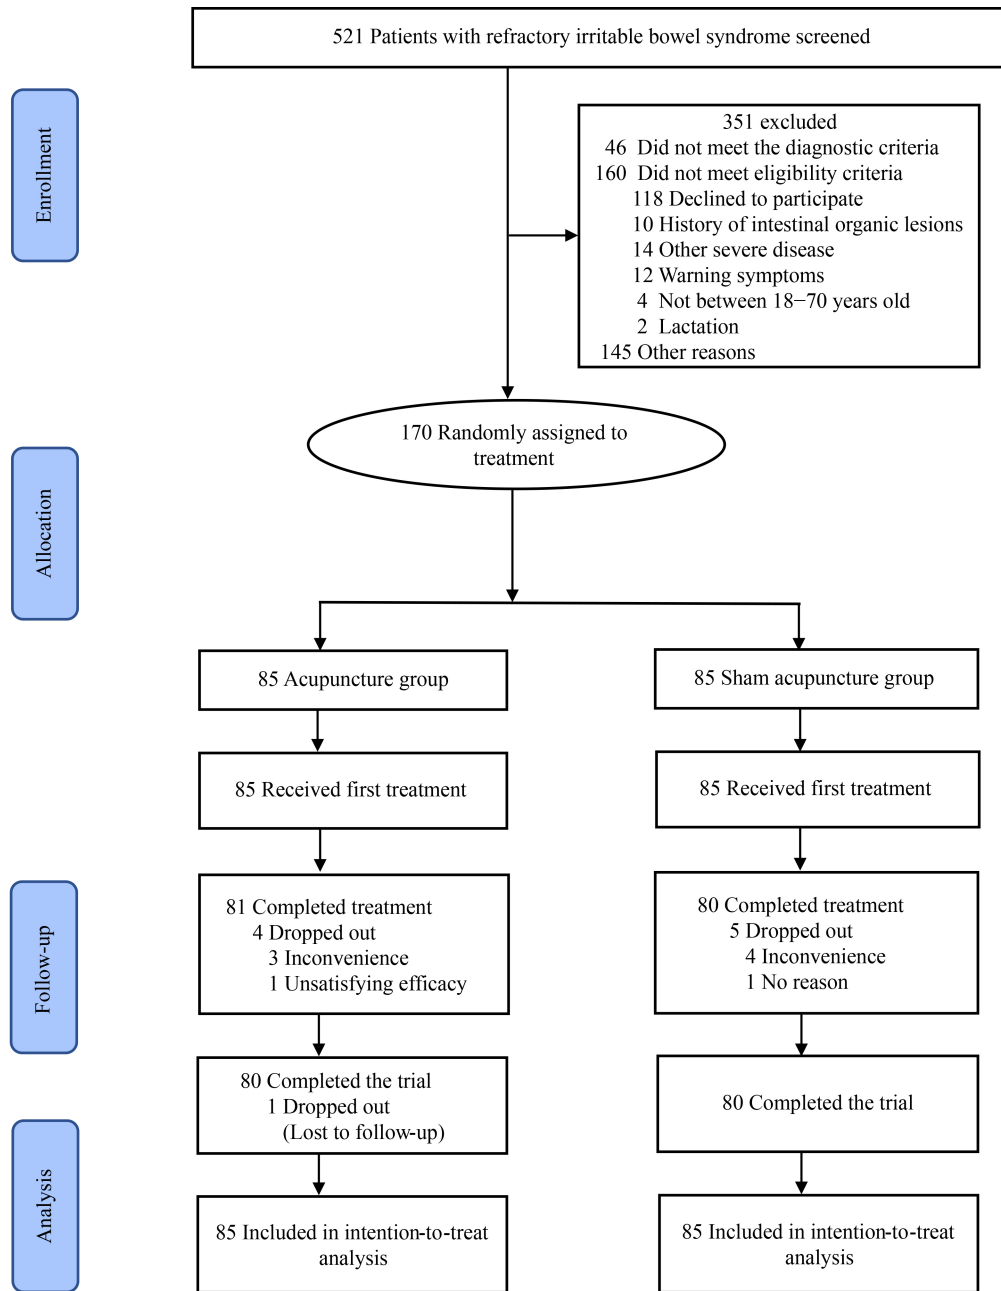 521 Patients with refractory irritable bowel syndrome screened
Enrollment
351 excluded
46 Did not meet the diagnostic criteria
160 Did not meet eligibility criteria
118 Declined to participate
10 History of intestinal organic lesions
14 Other severe disease
12 Warning symptoms
4 Not between 18−70 years old
2 Lactation
145 Other reasons
170 Randomly assigned to
treatment
Allocation
85 Acupuncture group
85 Sham acupuncture group
85 Received first treatment
85 Received first treatment
Follow-up
81 Completed treatment
4 Dropped out
3 Inconvenience
1 Unsatisfying efficacy
80 Completed treatment
5 Dropped out
4 Inconvenience
1 No reason
80 Completed the trial
1 Dropped out
(Lost to follow-up)
80 Completed the trial
Analysis
85 Included in intention-to-treat
analysis
85 Included in intention-to-treat
analysis